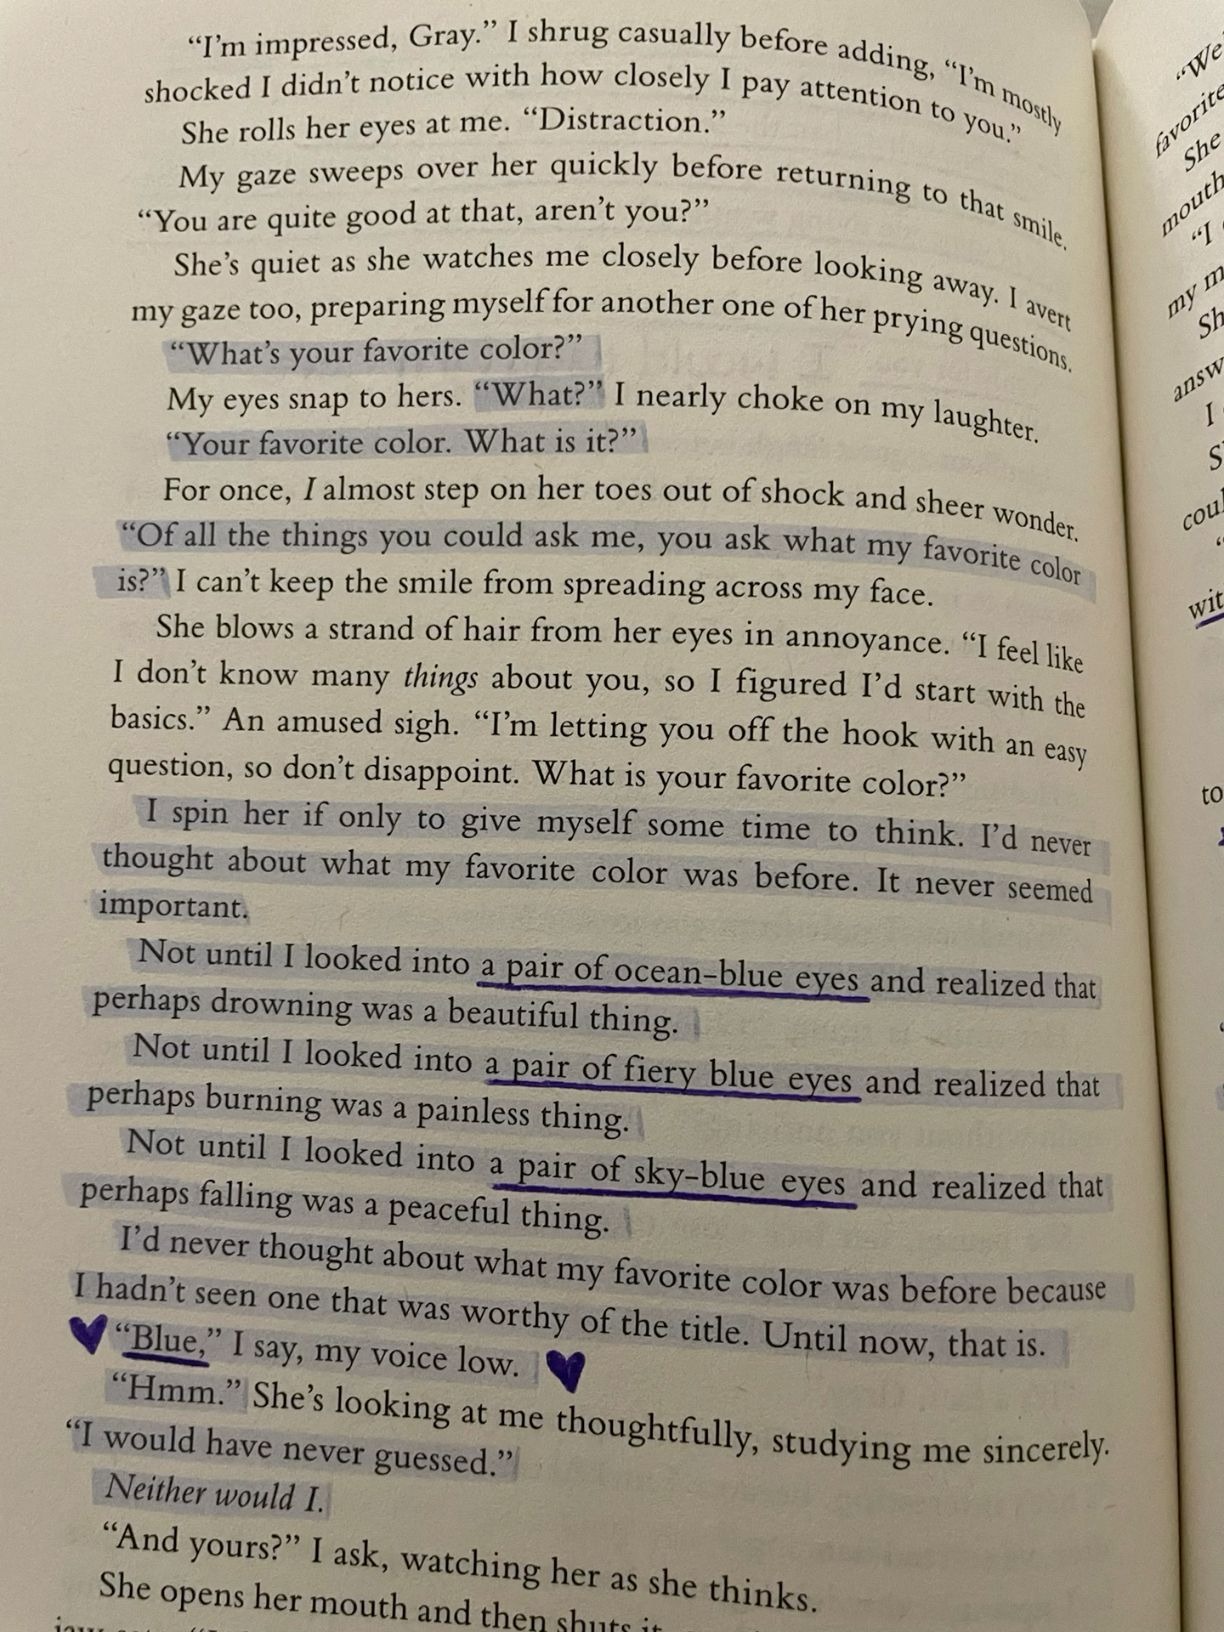 “I’m impressed, Gray.” I shrug casually before adding, “I’m mostly
shocked I didn’t notice with how closely I pay attention to you.”
She rolls her eyes at me. “Distraction.”
My gaze sweeps over her quickly before returning to that smile.
“You are quite good at that, aren’t you?”
She’s quiet as she watches me closely before looking away. I avert
my gaze too, preparing myself for another one of her prying questions.
“What’s your favorite color?”
My eyes snap to hers. “What?” I nearly choke on my laughter.
“Your favorite color. What is it?”
For once, I almost step on her toes out of shock and sheer wonder.
“Of all the things you could ask me, you ask what my favorite color
is?” I can’t keep the smile from spreading across my face.
She blows a strand of hair from her eyes in annoyance. “I feel like
I don’t know many things about you, so I figured I’d start with the
basics.” An amused sigh. “I’m letting you off the hook with an easy
question, so don’t disappoint. What is your favorite color?”
I spin her if only to give myself some time to think. I’d never
thought about what my favorite color was before. It never seemed
important.
Not until I looked into a pair of ocean-blue eyes and realized that
perhaps drowning was a beautiful thing.
Not until I looked into a pair of fiery blue eyes and realized that
perhaps burning was a painless thing.
Not until I looked into a pair of sky-blue eyes and realized that
perhaps falling was a peaceful thing.
I’d never thought about what my favorite color was before because
I hadn’t seen one that was worthy of the title. Until now, that is.
“Blue,” I say, my voice low.
“Hmm.” She’s looking at me thoughtfully, studying me sincerely.
“I would have never guessed.”
Neither would I.
“And yours?” I ask, watching her as she thinks.
She opens her mouth and then shuts it
“We
favorite
She
mouth
“I
my m
Sh
answ
I
S
coul
wit
to